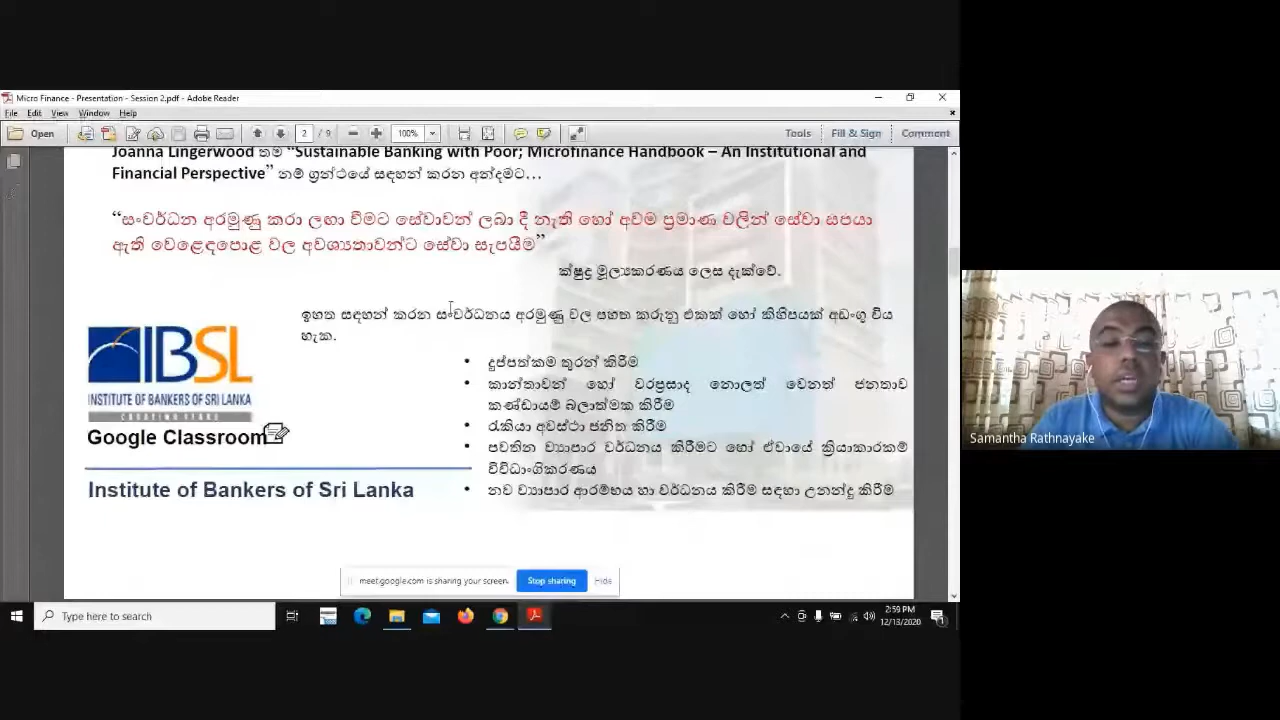 Micro Finance - Presentation - Session 2.pdf - Adobe Reader
File Edit View Window Help
Open 2 / 9 100% Tools Fill & Sign Comment
Joanna Lingerwood තම “Sustainable Banking with Poor; Microfinance Handbook – An Institutional and
Financial Perspective” නම් ග්‍රන්ථයේ සඳහන් කරන අන්දමට…
“සංවර්ධන අරමුණු කරා ලඟා වීමට සේවාවන් ලබා දී නැති හෝ අවම ප්‍රමාණ වලින් සේවා සපයා
ඇති වෙළෙඳපොළ වල අවශ්‍යතාවන්ට සේවා සැපයීම”
ක්ෂුද්‍ර මූල්‍යකරණය ලෙස දැක්වේ.
ඉහත සඳහන් කරන සංවර්ධනය අරමුණු වල පහත කරුනු එකක් හෝ කිහිපයක් අඩංගු විය
හැක.
• දුප්පත්කම තුරන් කිරීම
• කාන්තාවන් හෝ වරප්‍රසාද නොලත් වෙනත් ජනතාව
කණ්ඩායම් බලාත්මක කිරීම
• රැකියා අවස්ථා ජනිත කිරීම
• පවතින ව්‍යාපාර වර්ධනය කිරීමට හෝ ඒවායේ ක්‍රියාකාරකම්
විවිධාංගිකරණය
• නව ව්‍යාපාර ආරම්භය හා වර්ධනය කිරීම සඳහා උනන්දු කිරීම
IBSL
INSTITUTE OF BANKERS OF SRI LANKA
Google Classroom
Institute of Bankers of Sri Lanka
Samantha Rathnayake
meet.google.com is sharing your screen. Stop sharing Hide
Type here to search
2:59 PM
12/13/2020